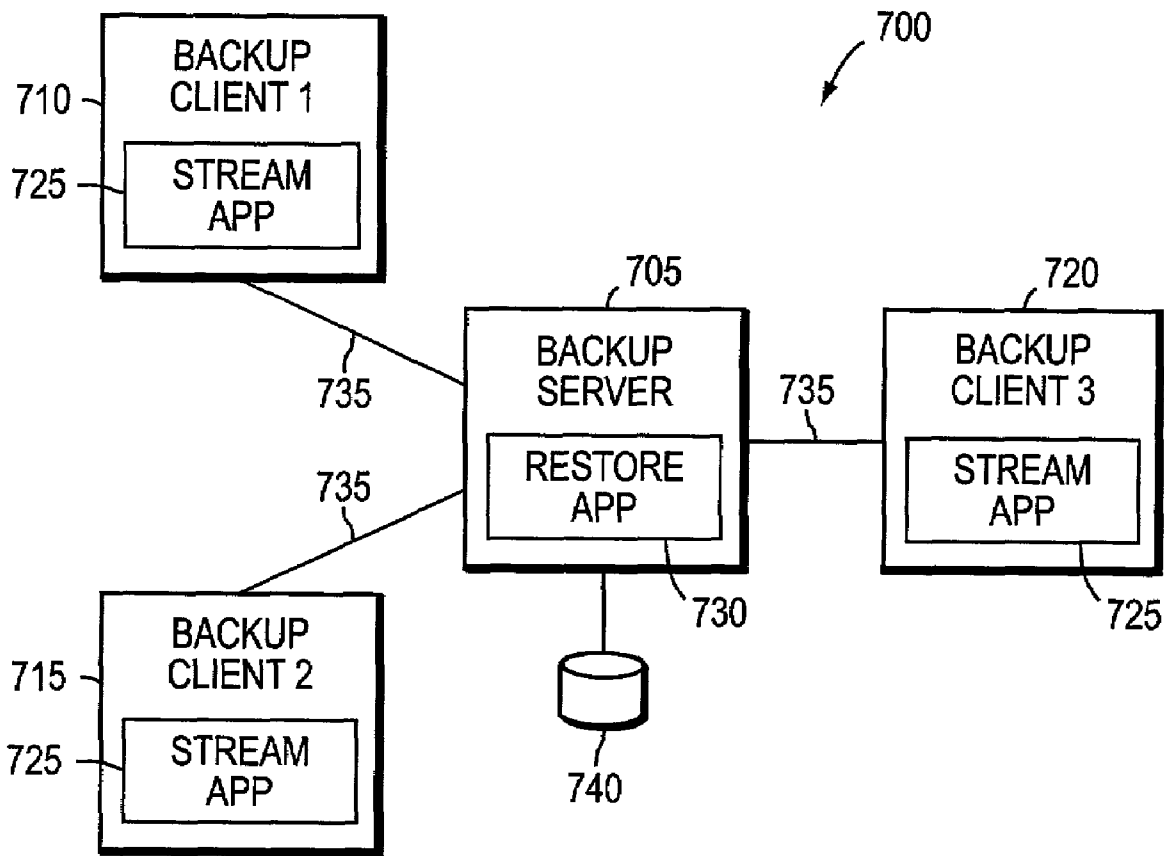 700
BACKUP
CLIENT 1
710
STREAM
APP
725
735
705
BACKUP
SERVER
RESTORE
APP
730
735
720
BACKUP
CLIENT 3
STREAM
APP
725
735
BACKUP
CLIENT 2
715
STREAM
APP
725
740